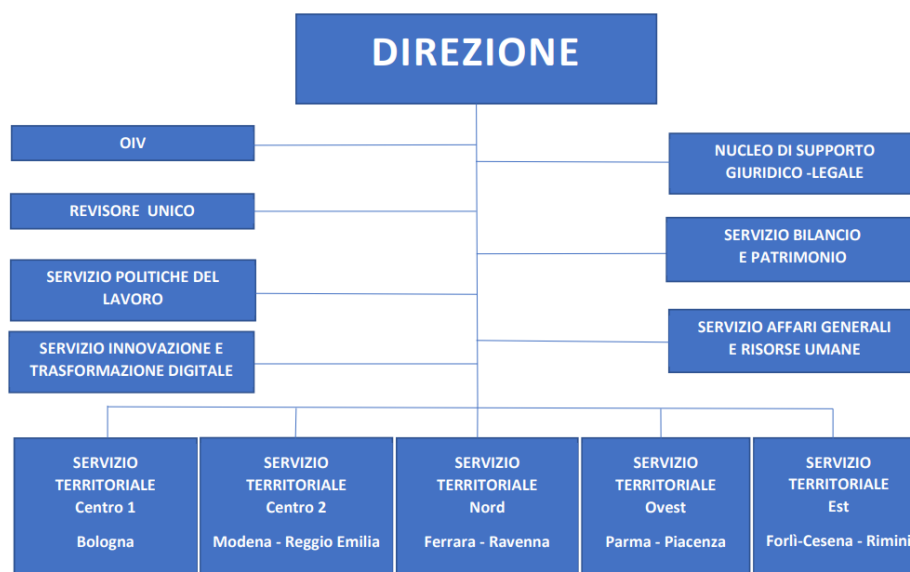 DIREZIONE
OIV
NUCLEO DI SUPPORTO
GIURIDICO -LEGALE
REVISORE UNICO
SERVIZIO BILANCIO
E PATRIMONIO
SERVIZIO POLITICHE DEL
LAVORO
SERVIZIO AFFARI GENERALI
E RISORSE UMANE
SERVIZIO INNOVAZIONE E
TRASFORMAZIONE DIGITALE
SERVIZIO
TERRITORIALE
Centro 1
Bologna
SERVIZIO
TERRITORIALE
Centro 2
Modena - Reggio Emilia
SERVIZIO
TERRITORIALE
Nord
Ferrara - Ravenna
SERVIZIO
TERRITORIALE
Ovest
Parma - Piacenza
SERVIZIO
TERRITORIALE
Est
Forlì-Cesena - Rimini